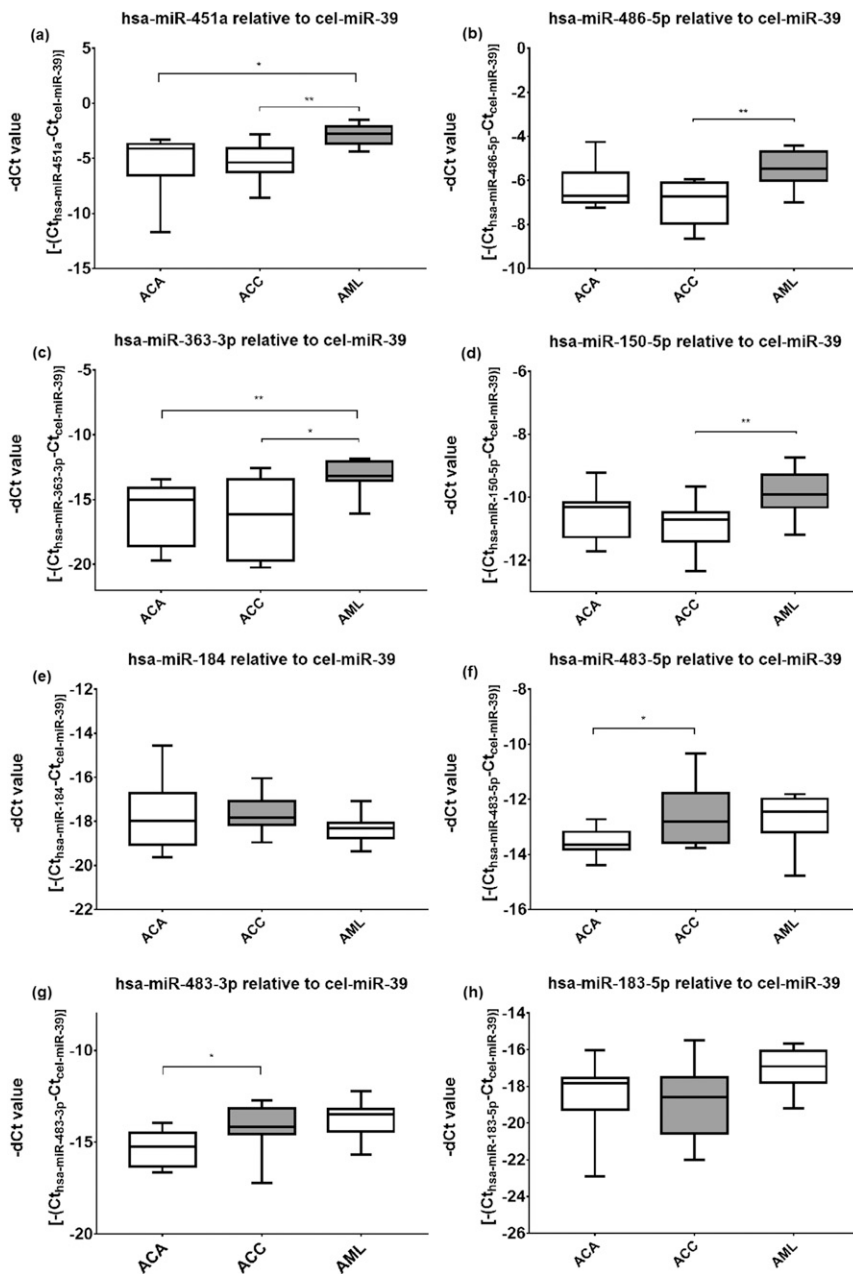 hsa-miR-451a relative to cel-miR-39
(a)
-dCt value
[-(Cthsa-miR-451a-Ctcel-miR-39)]
5
0
-5
-10
-15
*
**
ACA
ACC
AML
hsa-miR-486-5p relative to cel-miR-39
(b)
-dCt value
[-(Cthsa-miR-486-5p-Ctcel-miR-39)]
0
-2
-4
-6
-8
-10
**
ACA
ACC
AML
hsa-miR-363-3p relative to cel-miR-39
(c)
-dCt value
[-(Cthsa-miR-363-3p-Ctcel-miR-39)]
-5
-10
-15
-20
**
*
ACA
ACC
AML
hsa-miR-150-5p relative to cel-miR-39
(d)
-dCt value
[-(Cthsa-miR-150-5p-Ctcel-miR-39)]
-6
-8
-10
-12
**
ACA
ACC
AML
hsa-miR-184 relative to cel-miR-39
(e)
-dCt value
[-(Cthsa-miR-184-Ctcel-miR-39)]
-12
-14
-16
-18
-20
-22
ACA
ACC
AML
hsa-miR-483-5p relative to cel-miR-39
(f)
-dCt value
[-(Cthsa-miR-483-5p-Ctcel-miR-39)]
-8
-10
-12
-14
-16
*
ACA
ACC
AML
hsa-miR-483-3p relative to cel-miR-39
(g)
-dCt value
[-(Cthsa-miR-483-3p-Ctcel-miR-39)]
-10
-15
-20
*
ACA
ACC
AML
hsa-miR-183-5p relative to cel-miR-39
(h)
-dCt value
[-(Cthsa-miR-183-5p-Ctcel-miR-39)]
-14
-16
-18
-20
-22
-24
-26
ACA
ACC
AML